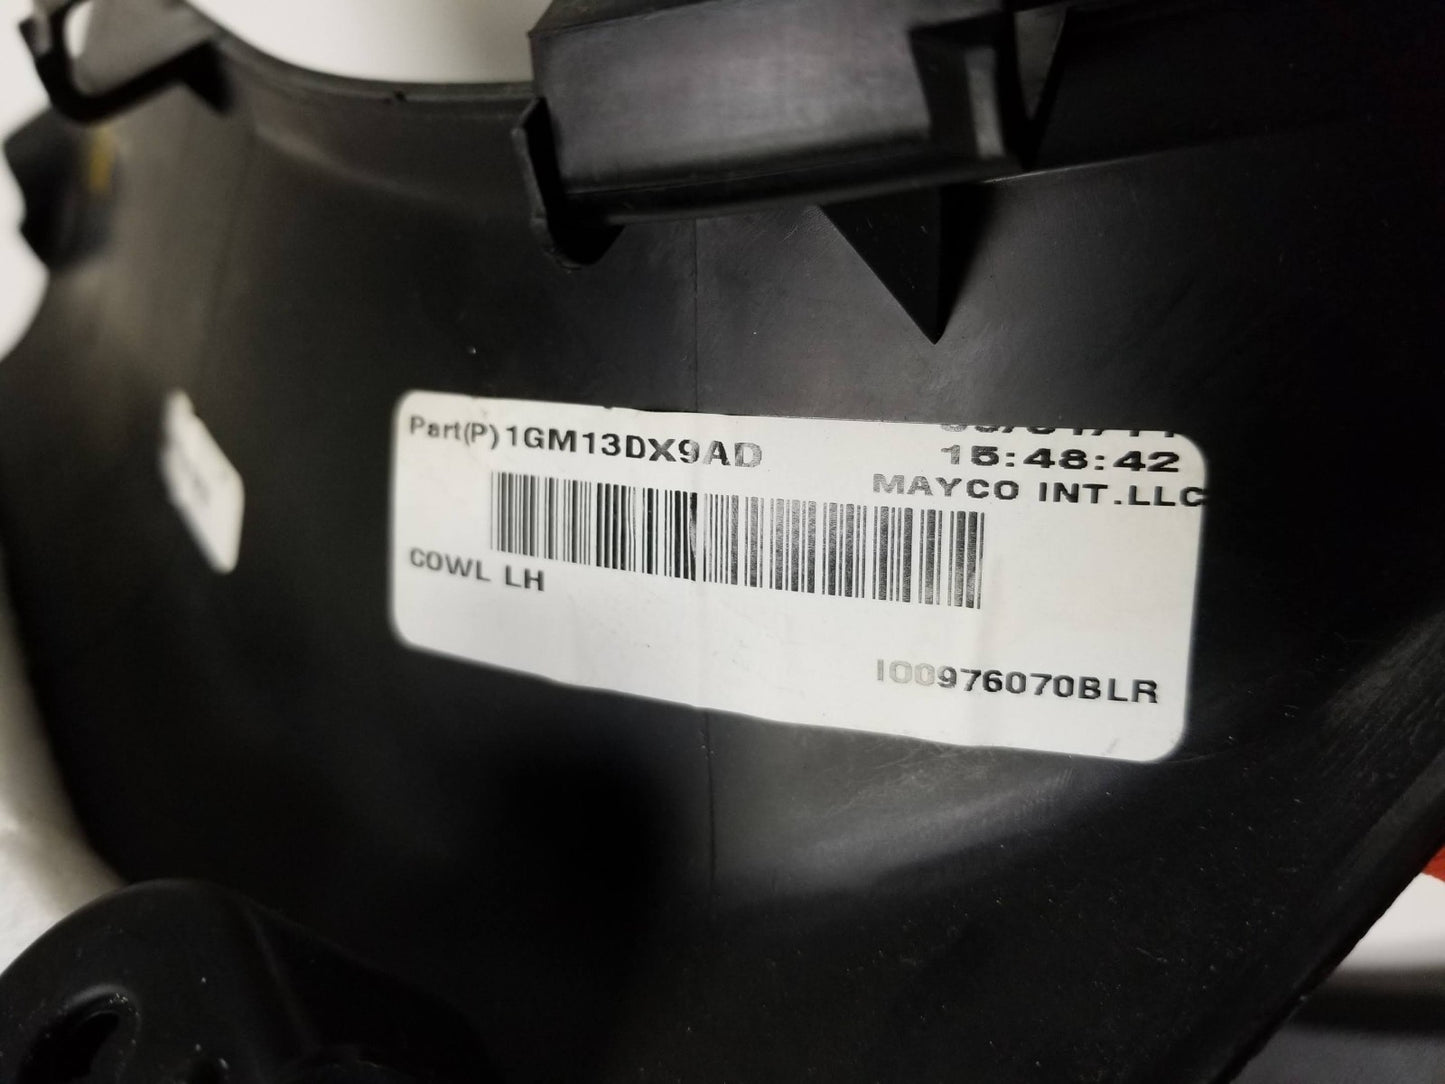 Part(P) 1GM13DX9AD
15:48:42
MAYCO INT.LLC
COWL LH
I00976070BLR